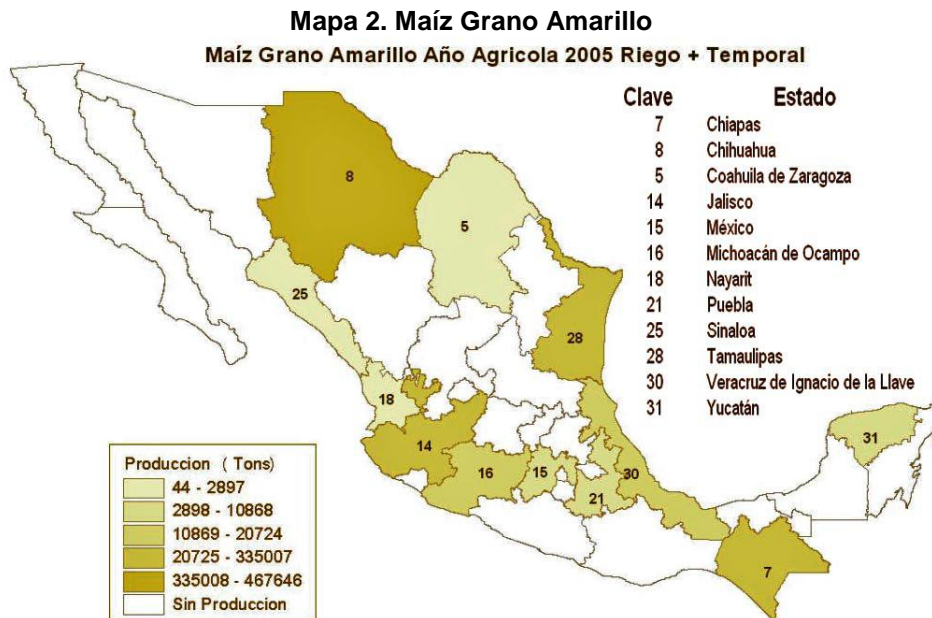 Mapa 2. Maíz Grano Amarillo
Maíz Grano Amarillo Año Agricola 2005 Riego + Temporal
Clave Estado
7 Chiapas
8 Chihuahua
5 Coahuila de Zaragoza
14 Jalisco
15 México
16 Michoacán de Ocampo
18 Nayarit
21 Puebla
25 Sinaloa
28 Tamaulipas
30 Veracruz de Ignacio de la Llave
31 Yucatán
8
5
25
28
18
14
16
15
21
30
31
7
Produccion ( Tons)
44 - 2897
2898 - 10868
10869 - 20724
20725 - 335007
335008 - 467646
Sin Produccion